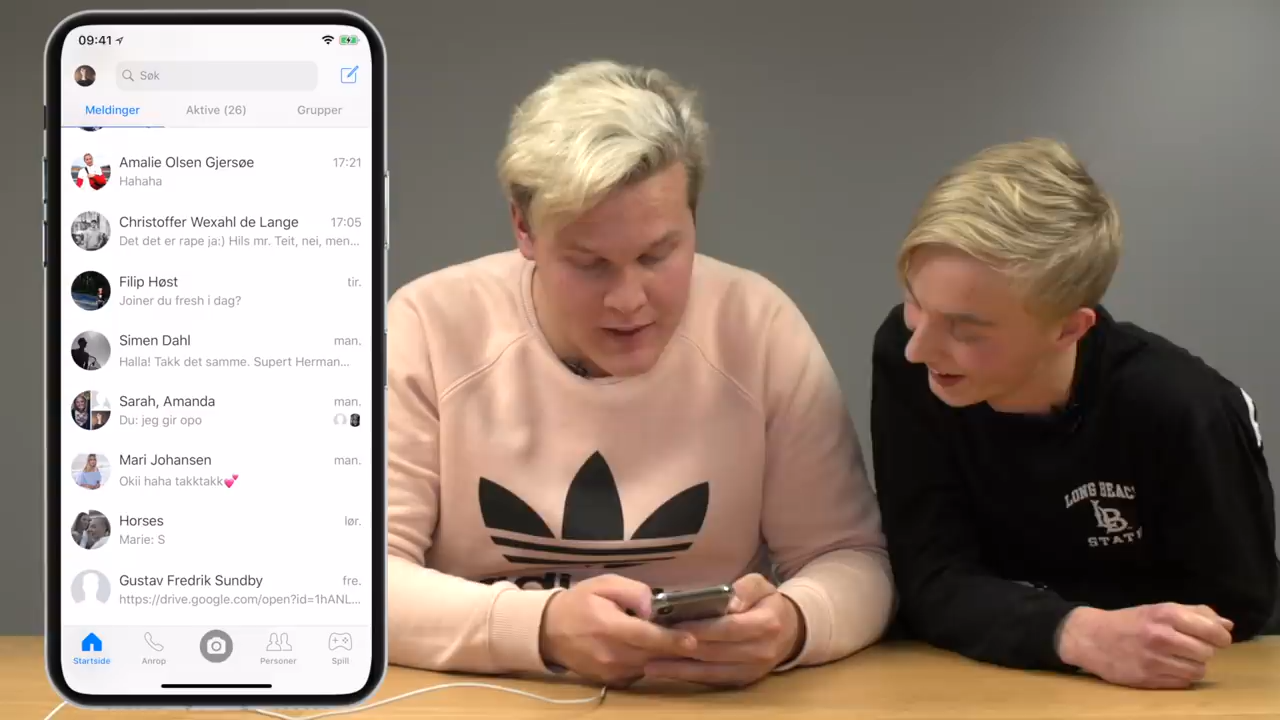 09:41
Søk
Meldinger
Aktive (26)
Grupper
Amalie Olsen Gjersøe
17:21
Hahaha
Christoffer Wexahl de Lange
17:05
Det det er rape ja:) Hils mr. Teit, nei, men...
Filip Høst
tir.
Joiner du fresh i dag?
Simen Dahl
man.
Halla! Takk det samme. Supert Herman...
Sarah, Amanda
man.
Du: jeg gir opo
Mari Johansen
man.
Okii haha takktakk💕
Horses
lør.
Marie: S
Gustav Fredrik Sundby
fre.
https://drive.google.com/open?id=1hANL...
Startside
Anrop
Personer
Spill
LONG BEAC
LB
STAT